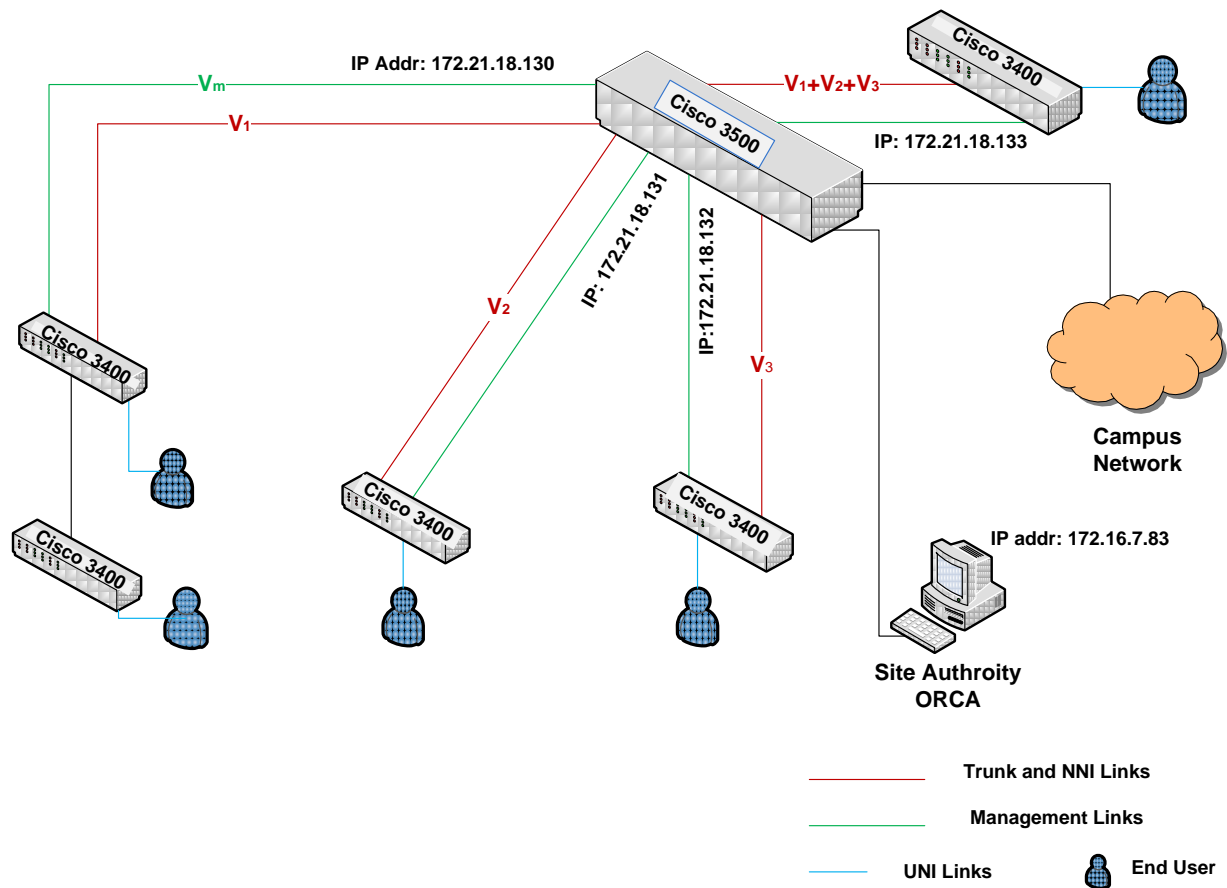 IP Addr: 172.21.18.130
Cisco 3400
Vm
V1+V2+V3
V1
Cisco 3500
IP: 172.21.18.133
IP: 172.21.18.131
IP:172.21.18.132
V2
V3
Cisco 3400
Campus
Network
Cisco 3400
Cisco 3400
Cisco 3400
IP addr: 172.16.7.83
Site Authroity
ORCA
Trunk and NNI Links
Management Links
UNI Links
End User